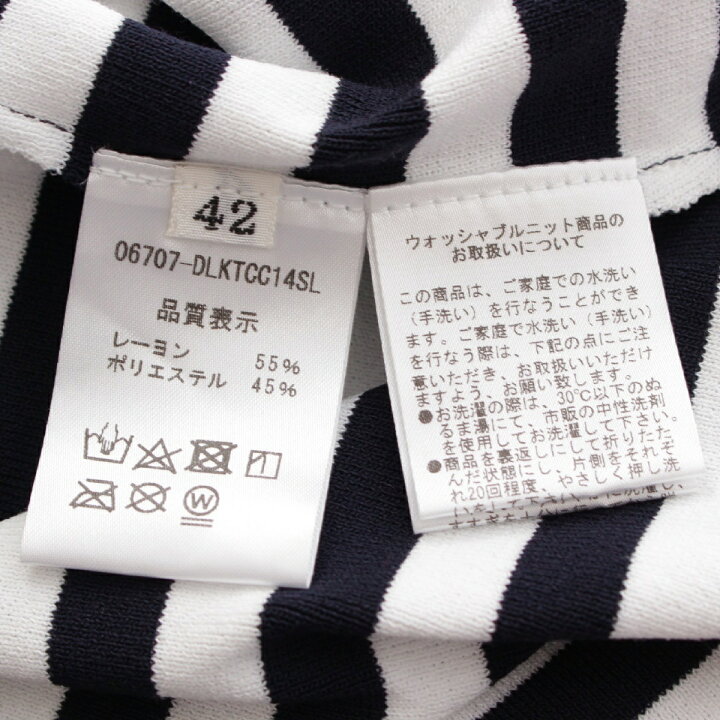 42
06707-DLKTCC14SL
品質表示
レーヨン 55%
ポリエステル 45%
W
ウォッシャブルニット商品の
お取扱いについて
この商品は、ご家庭での水洗い
（手洗い）を行なうことができ
ます。ご家庭で水洗い（手洗い）
を行なう際は、下記の点にご注
意いただき、お取扱いいただけ
ますよう、お願い致します。
●お洗濯の際は、30℃以下のぬ
るま湯にて、市販の中性洗剤
を使用してお洗濯して下さい。
●商品を裏返しにして折りたた
んだ状態にし、片側をそれぞ
れ20回程度、やさしく押し洗